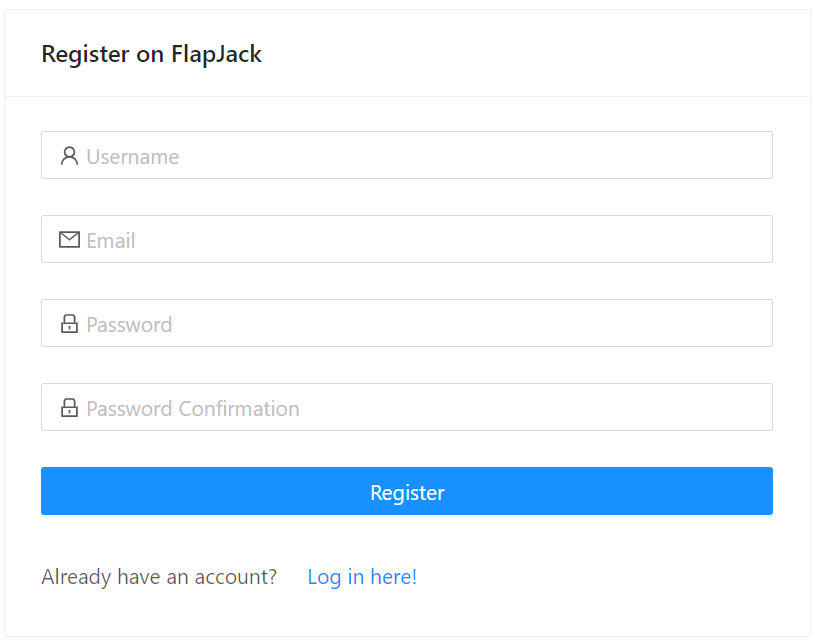 Register on FlapJack
Username
Email
Password
Password Confirmation
Register
Already have an account? Log in here!